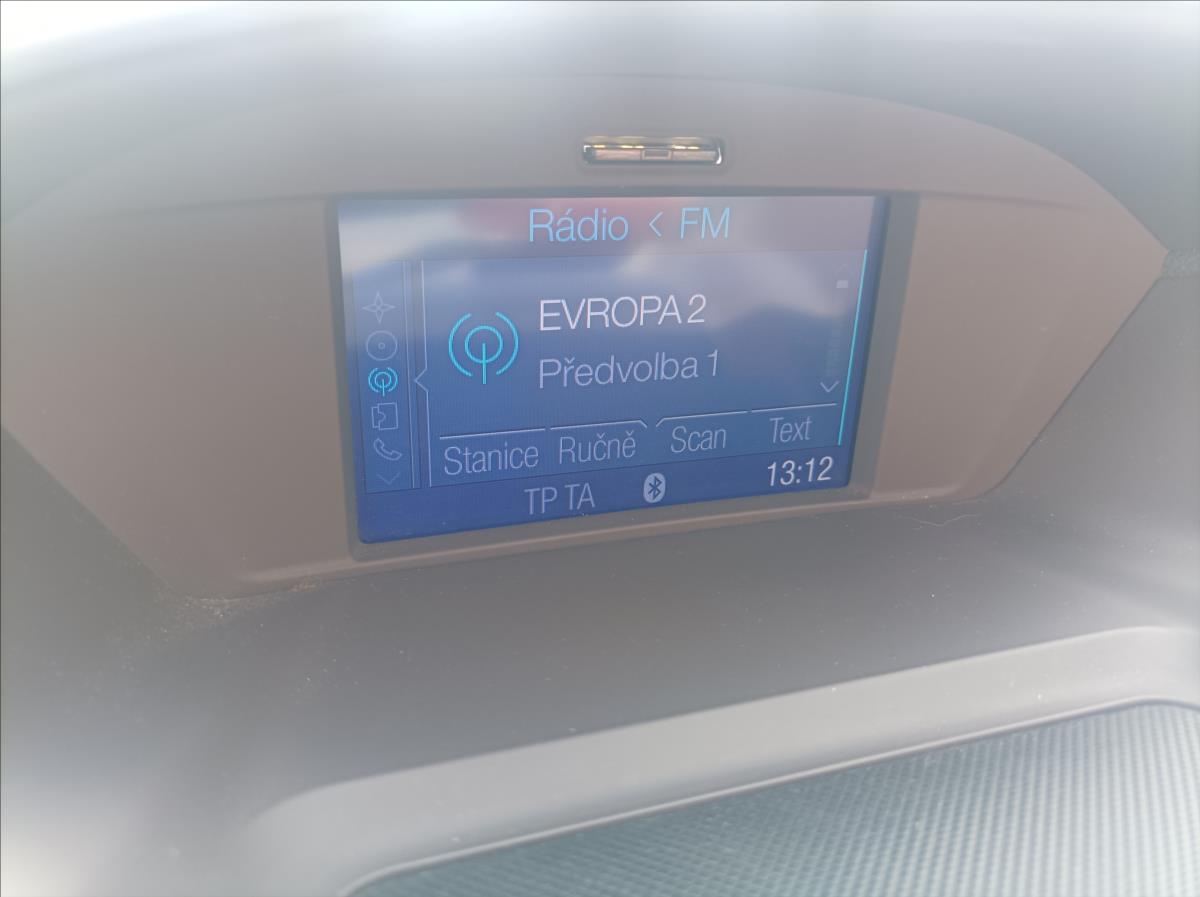 Rádio < FM
EVROPA 2
Předvolba 1
Stanice Ručně Scan Text
TP TA 13:12